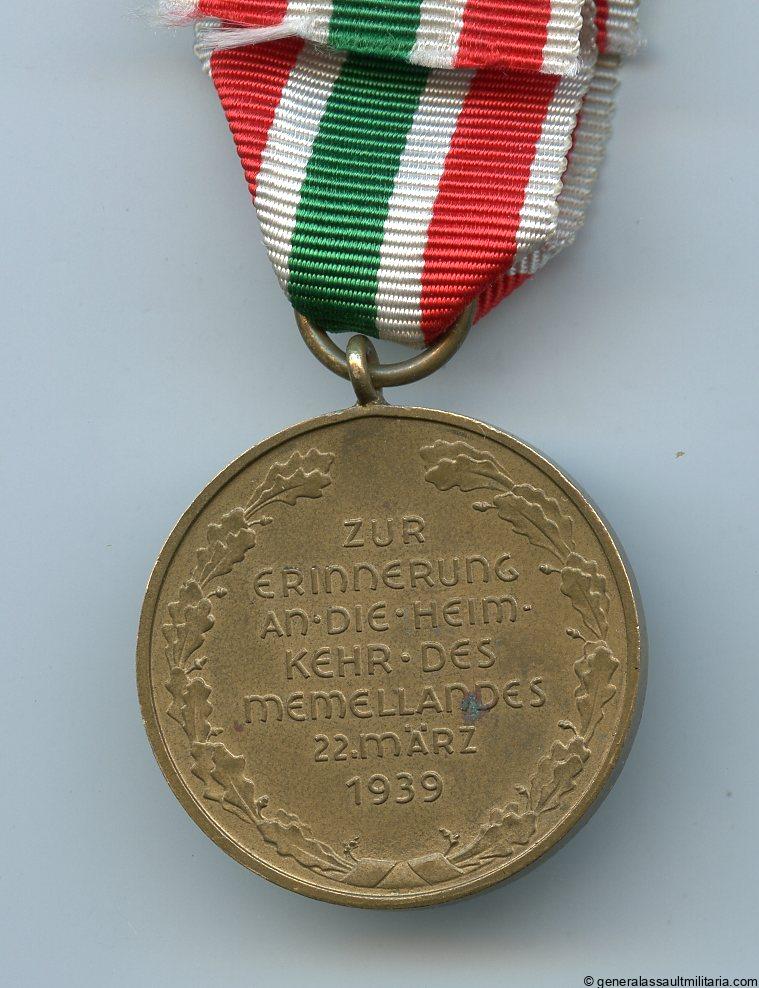 ZUR
ERINNERUNG
AN·DIE·HEIM-
KEHR·DES
MEMELLANDES
22.MÄRZ
1939
© generalassaultmilitaria.com